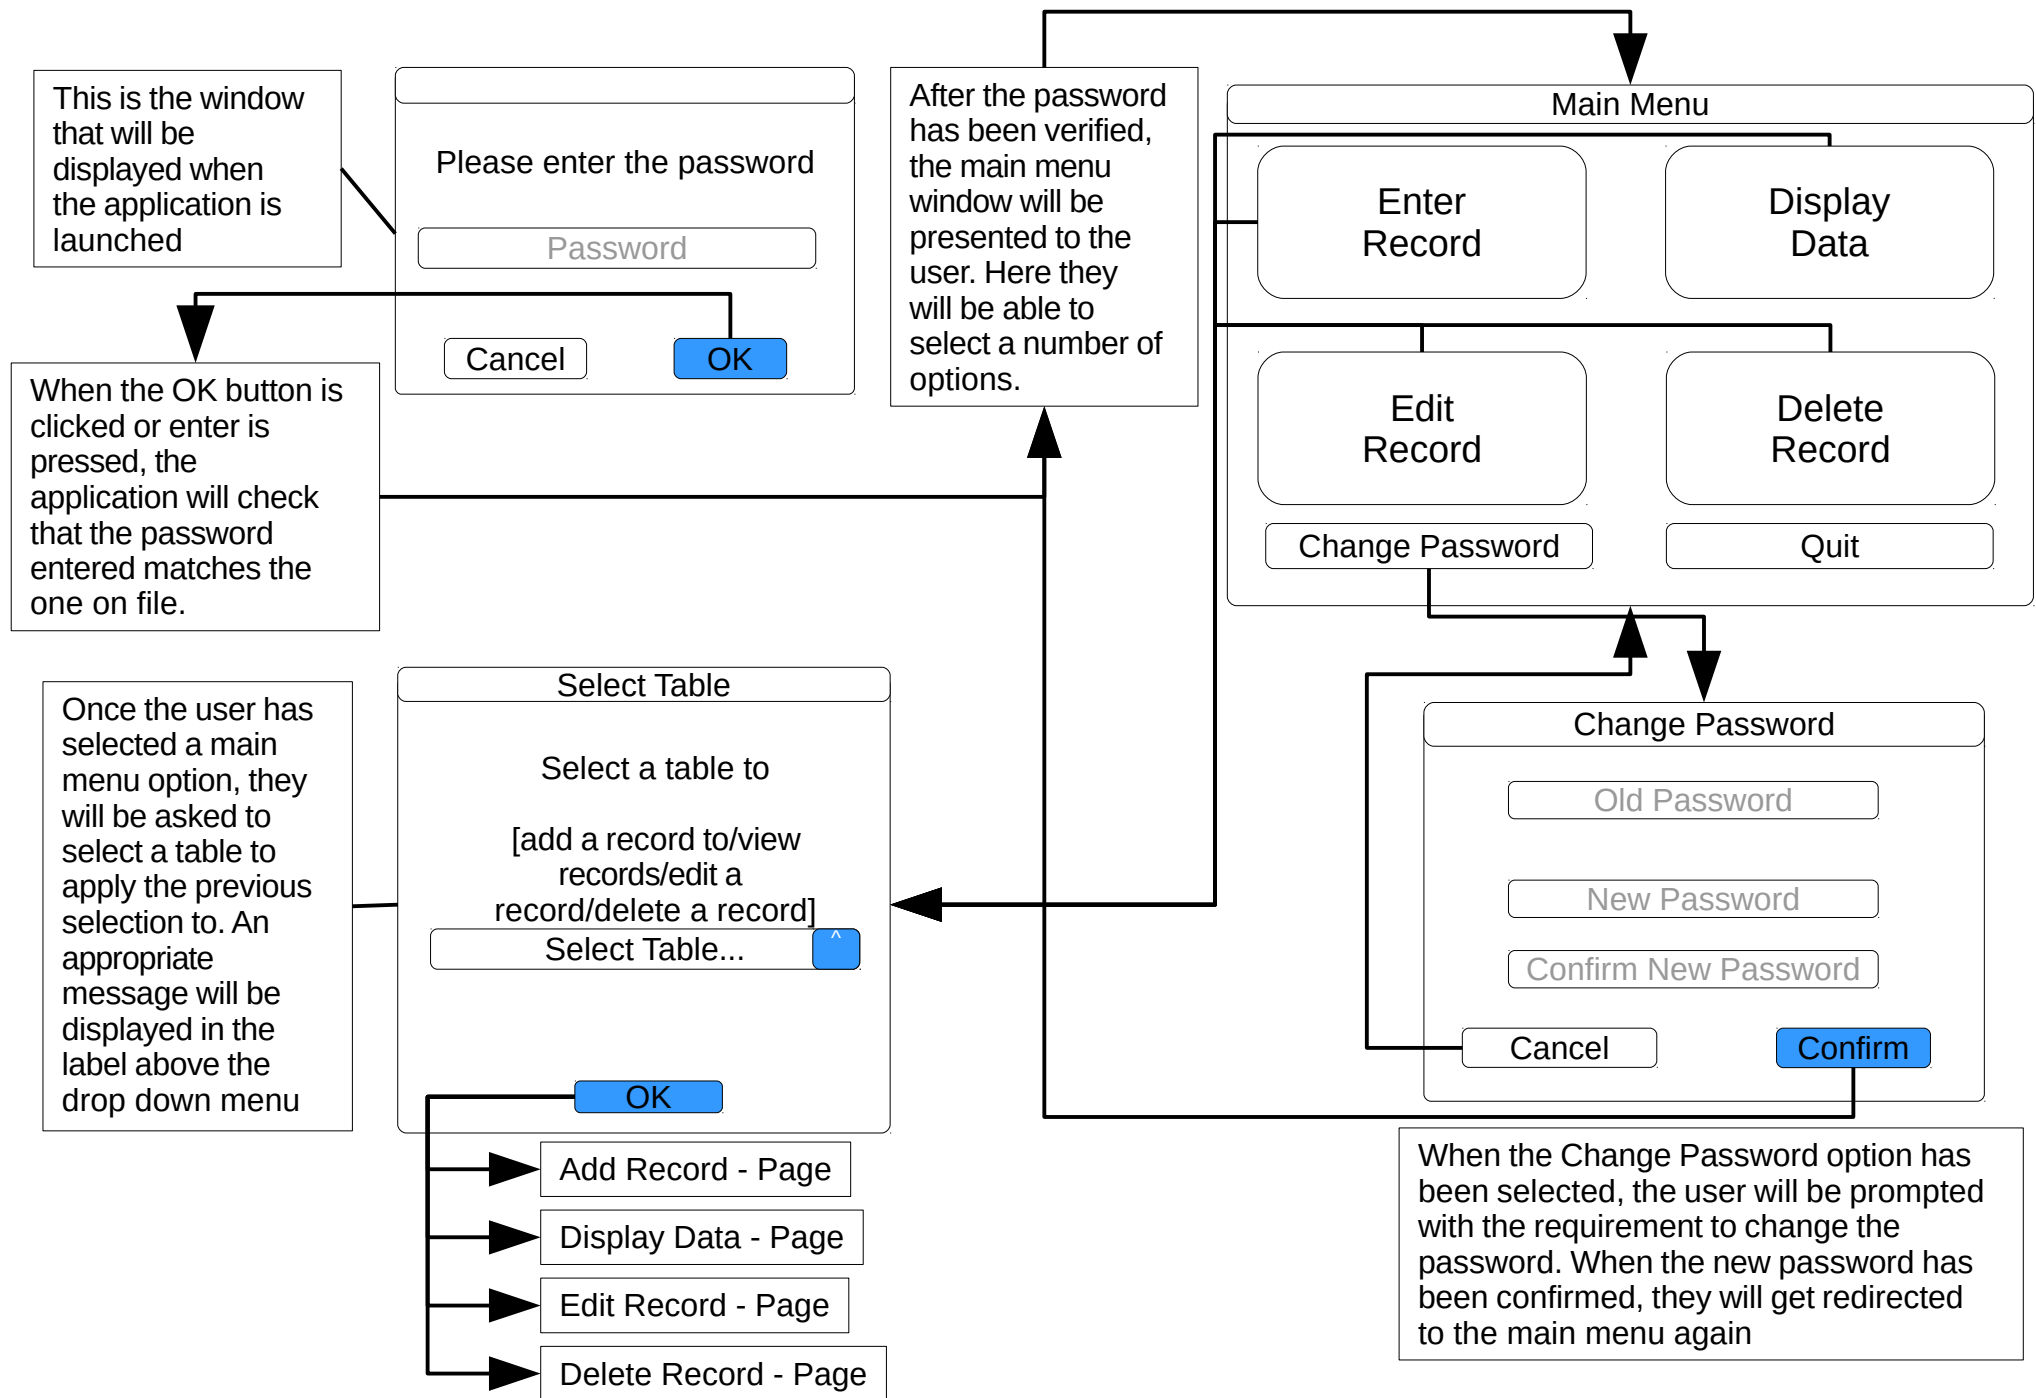 This is the window
that will be
displayed when
the application is
launched
Please enter the password
Password
Cancel
OK
When the OK button is
clicked or enter is
pressed, the
application will check
that the password
entered matches the
one on file.
After the password
has been verified,
the main menu
window will be
presented to the
user. Here they
will be able to
select a number of
options.
Main Menu
Enter
Record
Display
Data
Edit
Record
Delete
Record
Change Password
Quit
Once the user has
selected a main
menu option, they
will be asked to
select a table to
apply the previous
selection to. An
appropriate
message will be
displayed in the
label above the
drop down menu
Select Table
Select a table to
[add a record to/view
records/edit a
record/delete a record]
Select Table...
^
OK
Add Record - Page
Display Data - Page
Edit Record - Page
Delete Record - Page
Change Password
Old Password
New Password
Confirm New Password
Cancel
Confirm
When the Change Password option has
been selected, the user will be prompted
with the requirement to change the
password. When the new password has
been confirmed, they will get redirected
to the main menu again